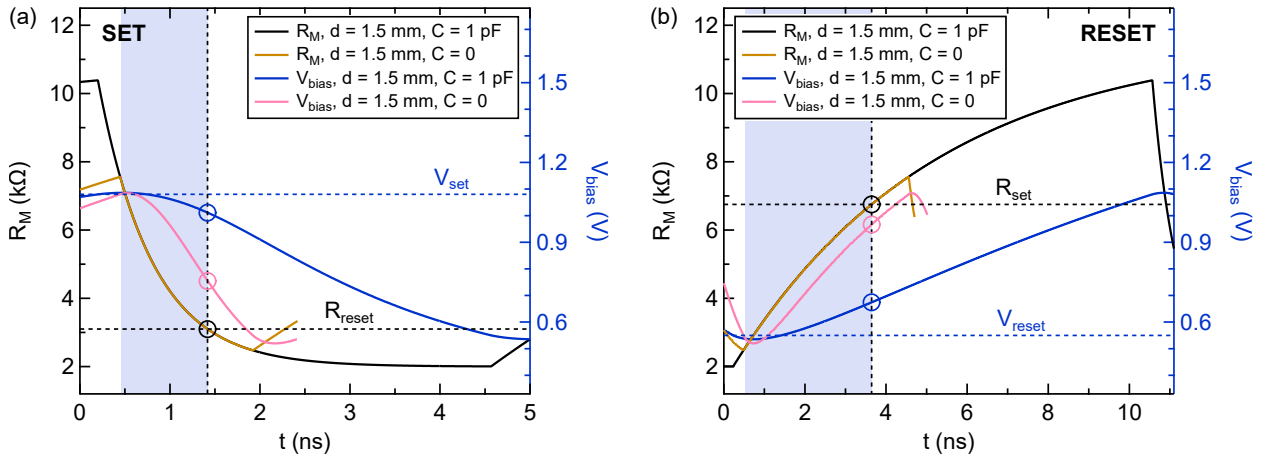 (a)
SET
R_M, d = 1.5 mm, C = 1 pF
R_M, d = 1.5 mm, C = 0
V_bias, d = 1.5 mm, C = 1 pF
V_bias, d = 1.5 mm, C = 0
12
10
8
6
4
2
R_M (kΩ)
1.5
1.2
0.9
0.6
V_bias (V)
V_set
R_reset
0
1
2
3
4
5
t (ns)
(b)
RESET
R_M, d = 1.5 mm, C = 1 pF
R_M, d = 1.5 mm, C = 0
V_bias, d = 1.5 mm, C = 1 pF
V_bias, d = 1.5 mm, C = 0
12
10
8
6
4
2
R_M (kΩ)
1.5
1.2
0.9
0.6
V_bias (V)
R_set
V_reset
0
2
4
6
8
10
t (ns)